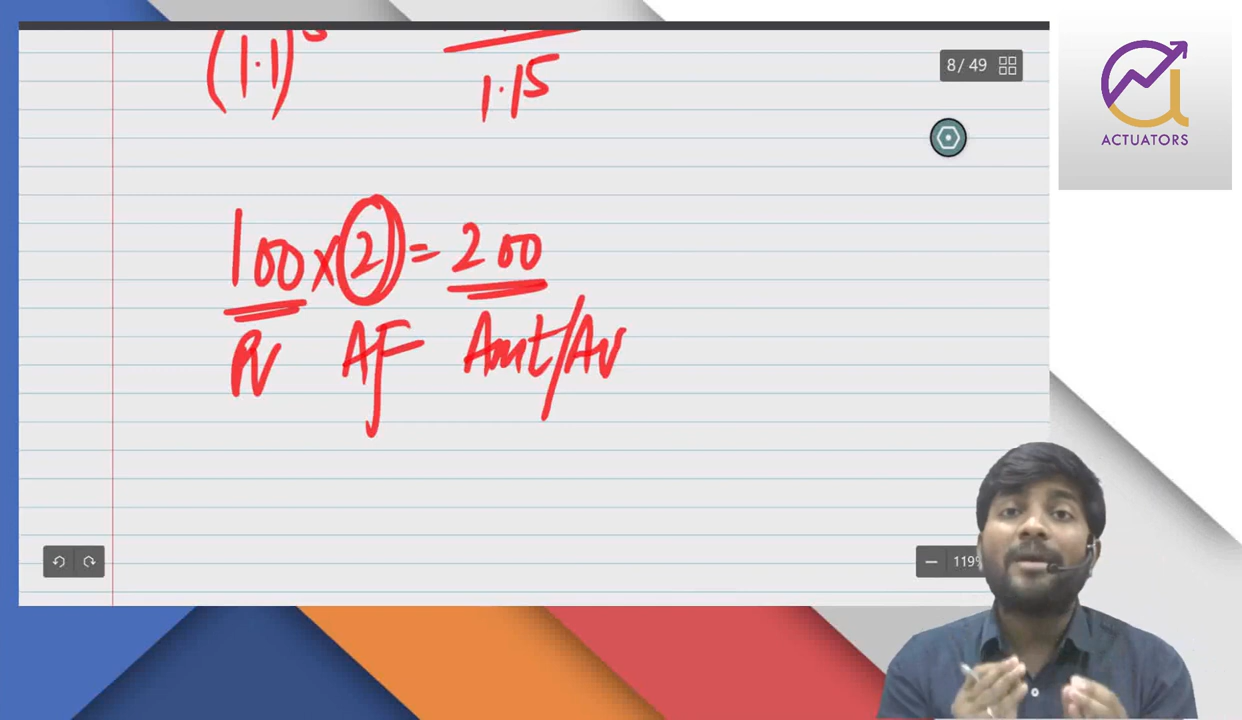 (1.1)
1.15
8 / 49
ACTUATORS
100 x 2 = 200
PV AF Amt/AV
119%